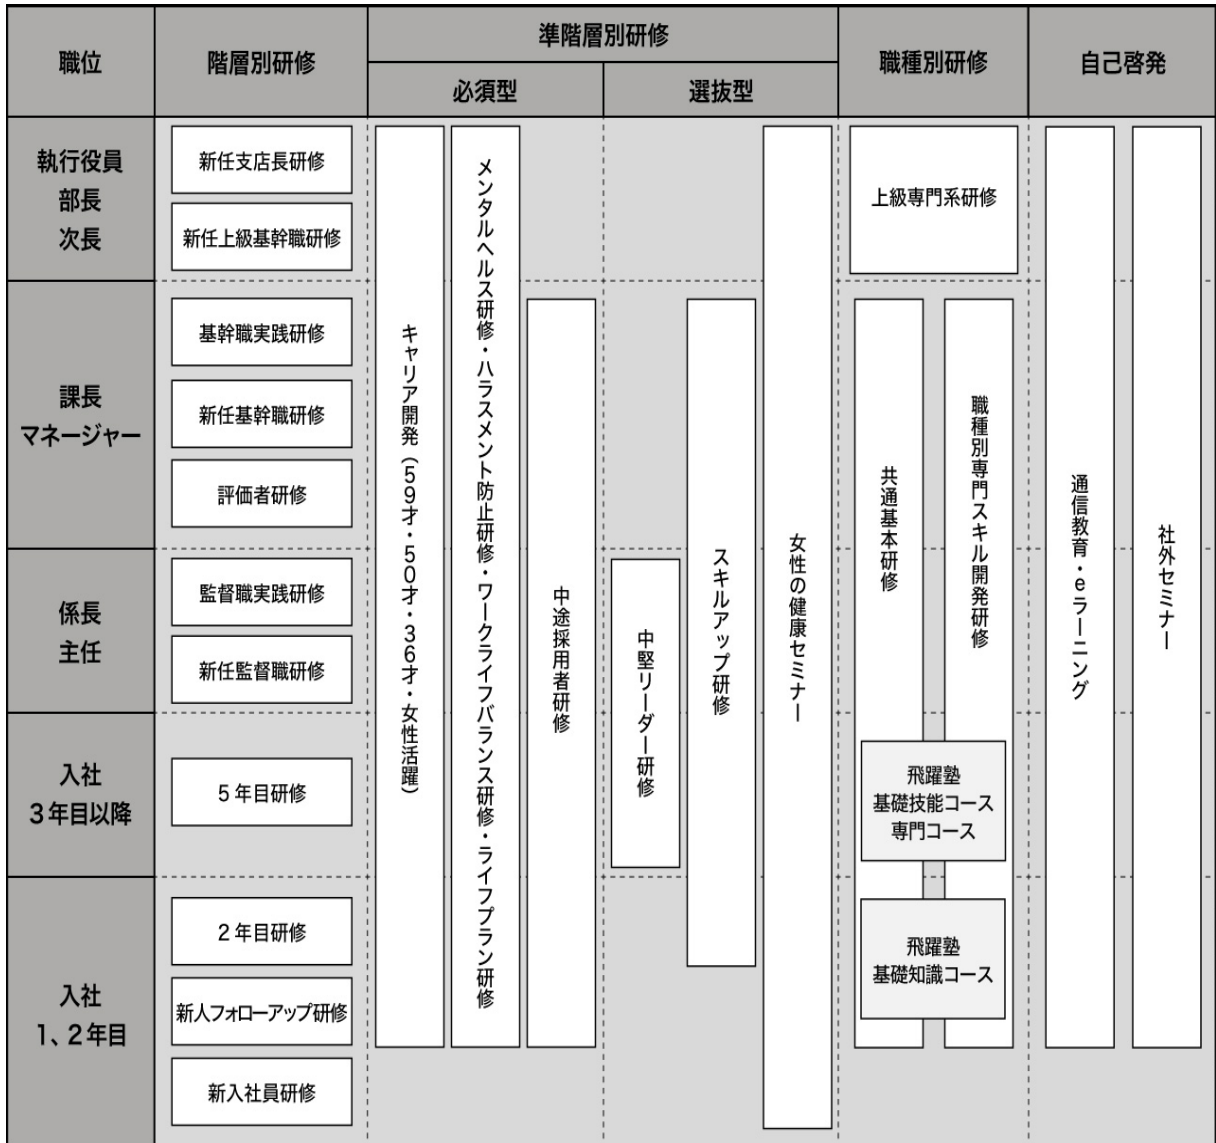 職位
階層別研修
準階層別研修
必須型
選抜型
職種別研修
自己啓発
執行役員
部長
次長
新任支店長研修
新任上級基幹職研修
課長
マネージャー
基幹職実践研修
新任基幹職研修
評価者研修
係長
主任
監督職実践研修
新任監督職研修
入社
3年目以降
5年目研修
入社
1、2年目
2年目研修
新人フォローアップ研修
新入社員研修
キャリア開発(59才・50才・36才・女性活躍)
メンタルヘルス研修・ハラスメント防止研修・ワークライフバランス研修・ライフプラン研修
中途採用者研修
中堅リーダー研修
スキルアップ研修
女性の健康セミナー
上級専門系研修
共通基本研修
職種別専門スキル開発研修
飛躍塾
基礎技能コース
専門コース
飛躍塾
基礎知識コース
通信教育・eラーニング
社外セミナー